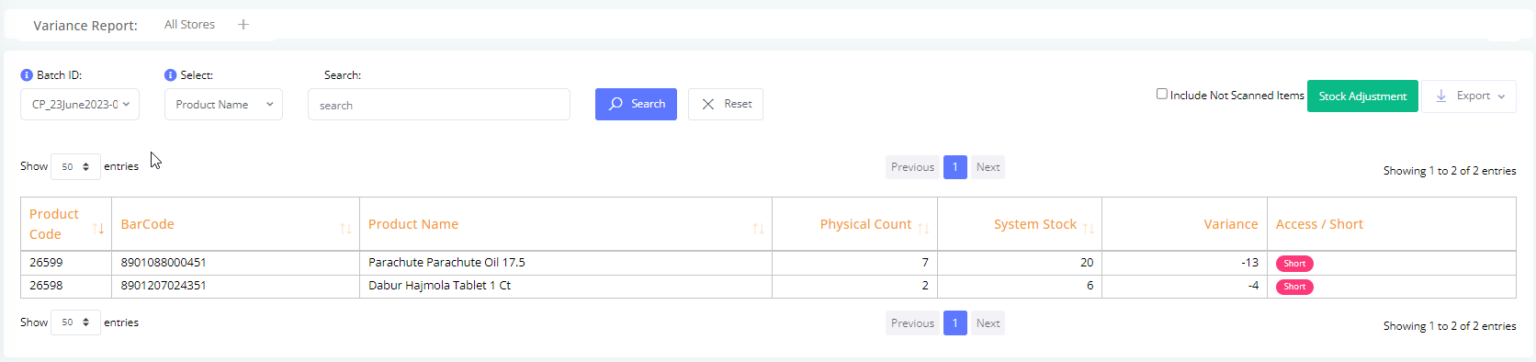 Variance Report: All Stores +
Batch ID: Select: Search:
CP_23June2023-0 Product Name search Search Reset Include Not Scanned Items Stock Adjustment Export
Show 50 entries Previous 1 Next Showing 1 to 2 of 2 entries
Product Code BarCode Product Name Physical Count System Stock Variance Access / Short
26599 8901088000451 Parachute Parachute Oil 17.5 7 20 -13 Short
26598 8901207024351 Dabur Hajmola Tablet 1 Ct 2 6 -4 Short
Show 50 entries Previous 1 Next Showing 1 to 2 of 2 entries